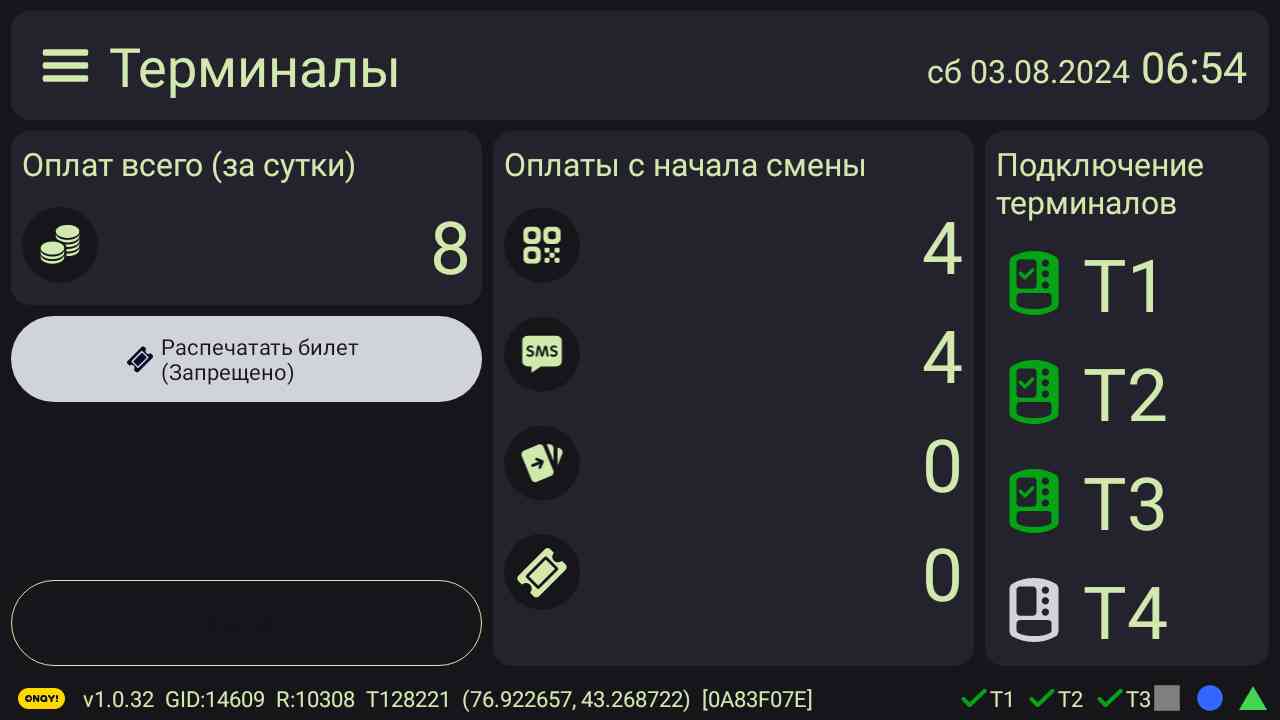 Терминалы
сб 03.08.2024 06:54
Оплат всего (за сутки)
8
Распечатать билет
(Запрещено)
Оплаты с начала смены
4
SMS
4
0
0
Подключение
терминалов
T1
T2
T3
T4
ONAY! v1.0.32 GID:14609 R:10308 T128221 (76.922657, 43.268722) [0A83F07E] T1 T2 T3